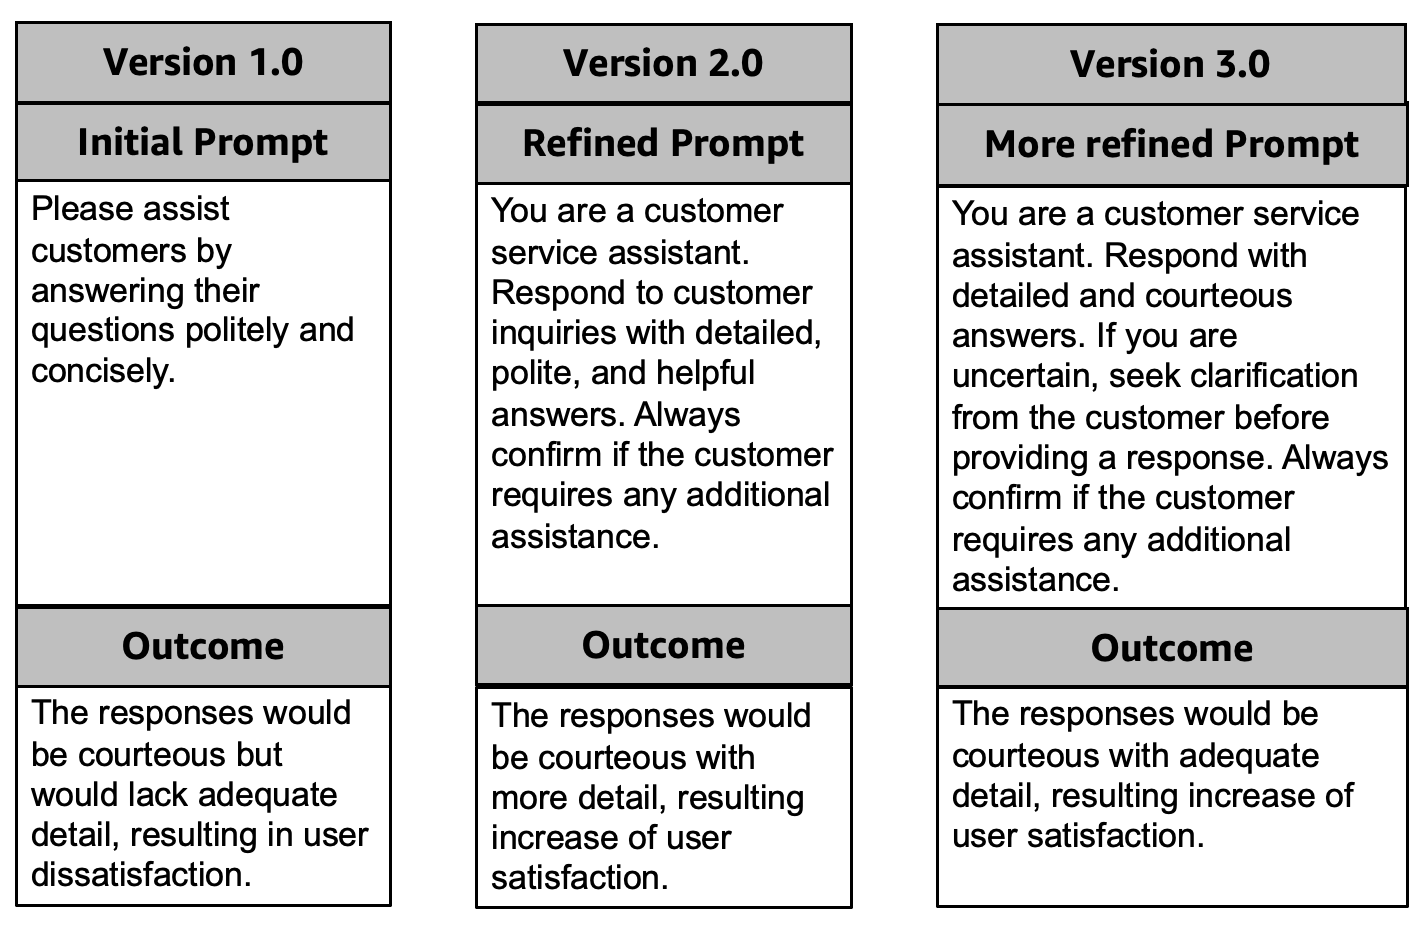 Version 1.0
Initial Prompt
Please assist
customers by
answering their
questions politely and
concisely.
Outcome
The responses would
be courteous but
would lack adequate
detail, resulting in user
dissatisfaction.
Version 2.0
Refined Prompt
You are a customer
service assistant.
Respond to customer
inquiries with detailed,
polite, and helpful
answers. Always
confirm if the customer
requires any additional
assistance.
Outcome
The responses would
be courteous with
more detail, resulting
increase of user
satisfaction.
Version 3.0
More refined Prompt
You are a customer service
assistant. Respond with
detailed and courteous
answers. If you are
uncertain, seek clarification
from the customer before
providing a response. Always
confirm if the customer
requires any additional
assistance.
Outcome
The responses would be
courteous with adequate
detail, resulting increase of
user satisfaction.